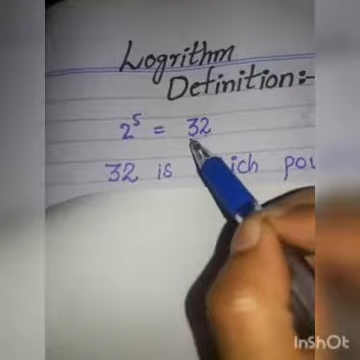 Logrithm
Definition:-
2⁵ = 32
32 is
InShOt